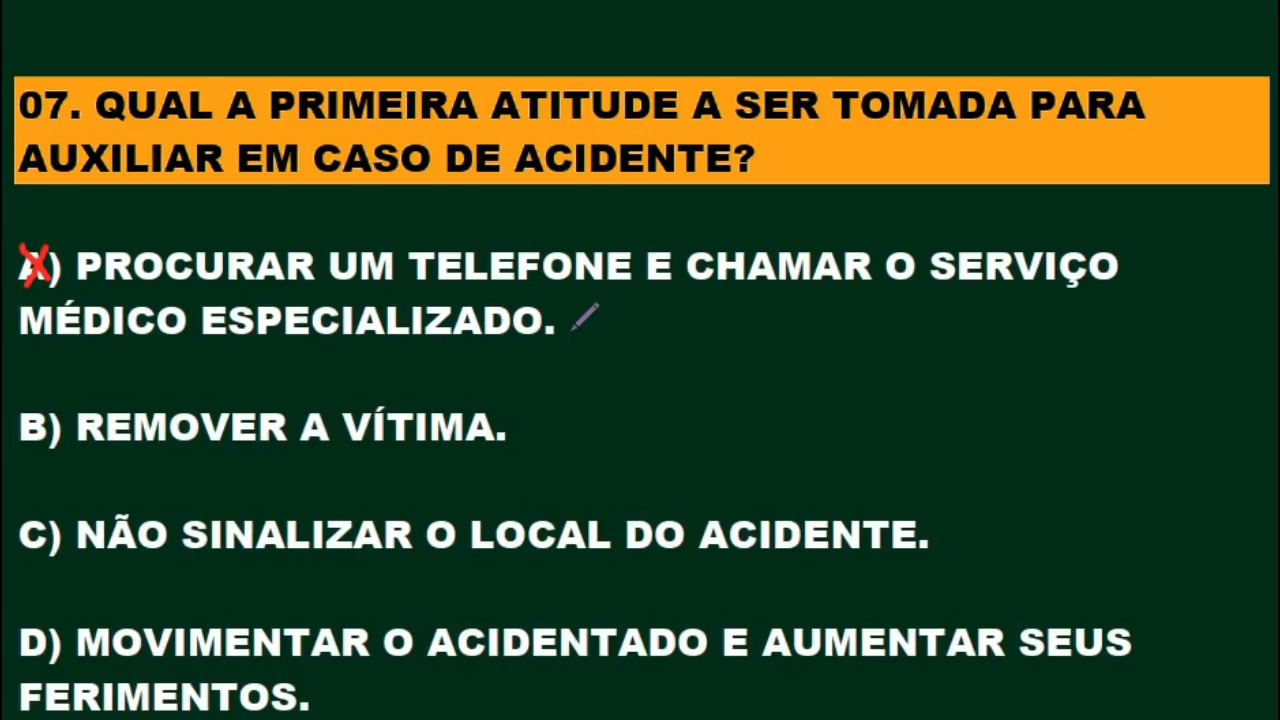 07. QUAL A PRIMEIRA ATITUDE A SER TOMADA PARA
AUXILIAR EM CASO DE ACIDENTE?
A) PROCURAR UM TELEFONE E CHAMAR O SERVIÇO
MÉDICO ESPECIALIZADO.
B) REMOVER A VÍTIMA.
C) NÃO SINALIZAR O LOCAL DO ACIDENTE.
D) MOVIMENTAR O ACIDENTADO E AUMENTAR SEUS
FERIMENTOS.